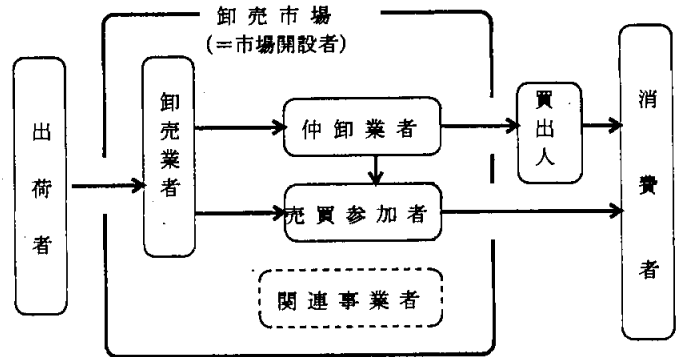 卸売市場
(=市場開設者)
出荷者
卸売業者
仲卸業者
売買参加者
関連事業者
買出人
消費者